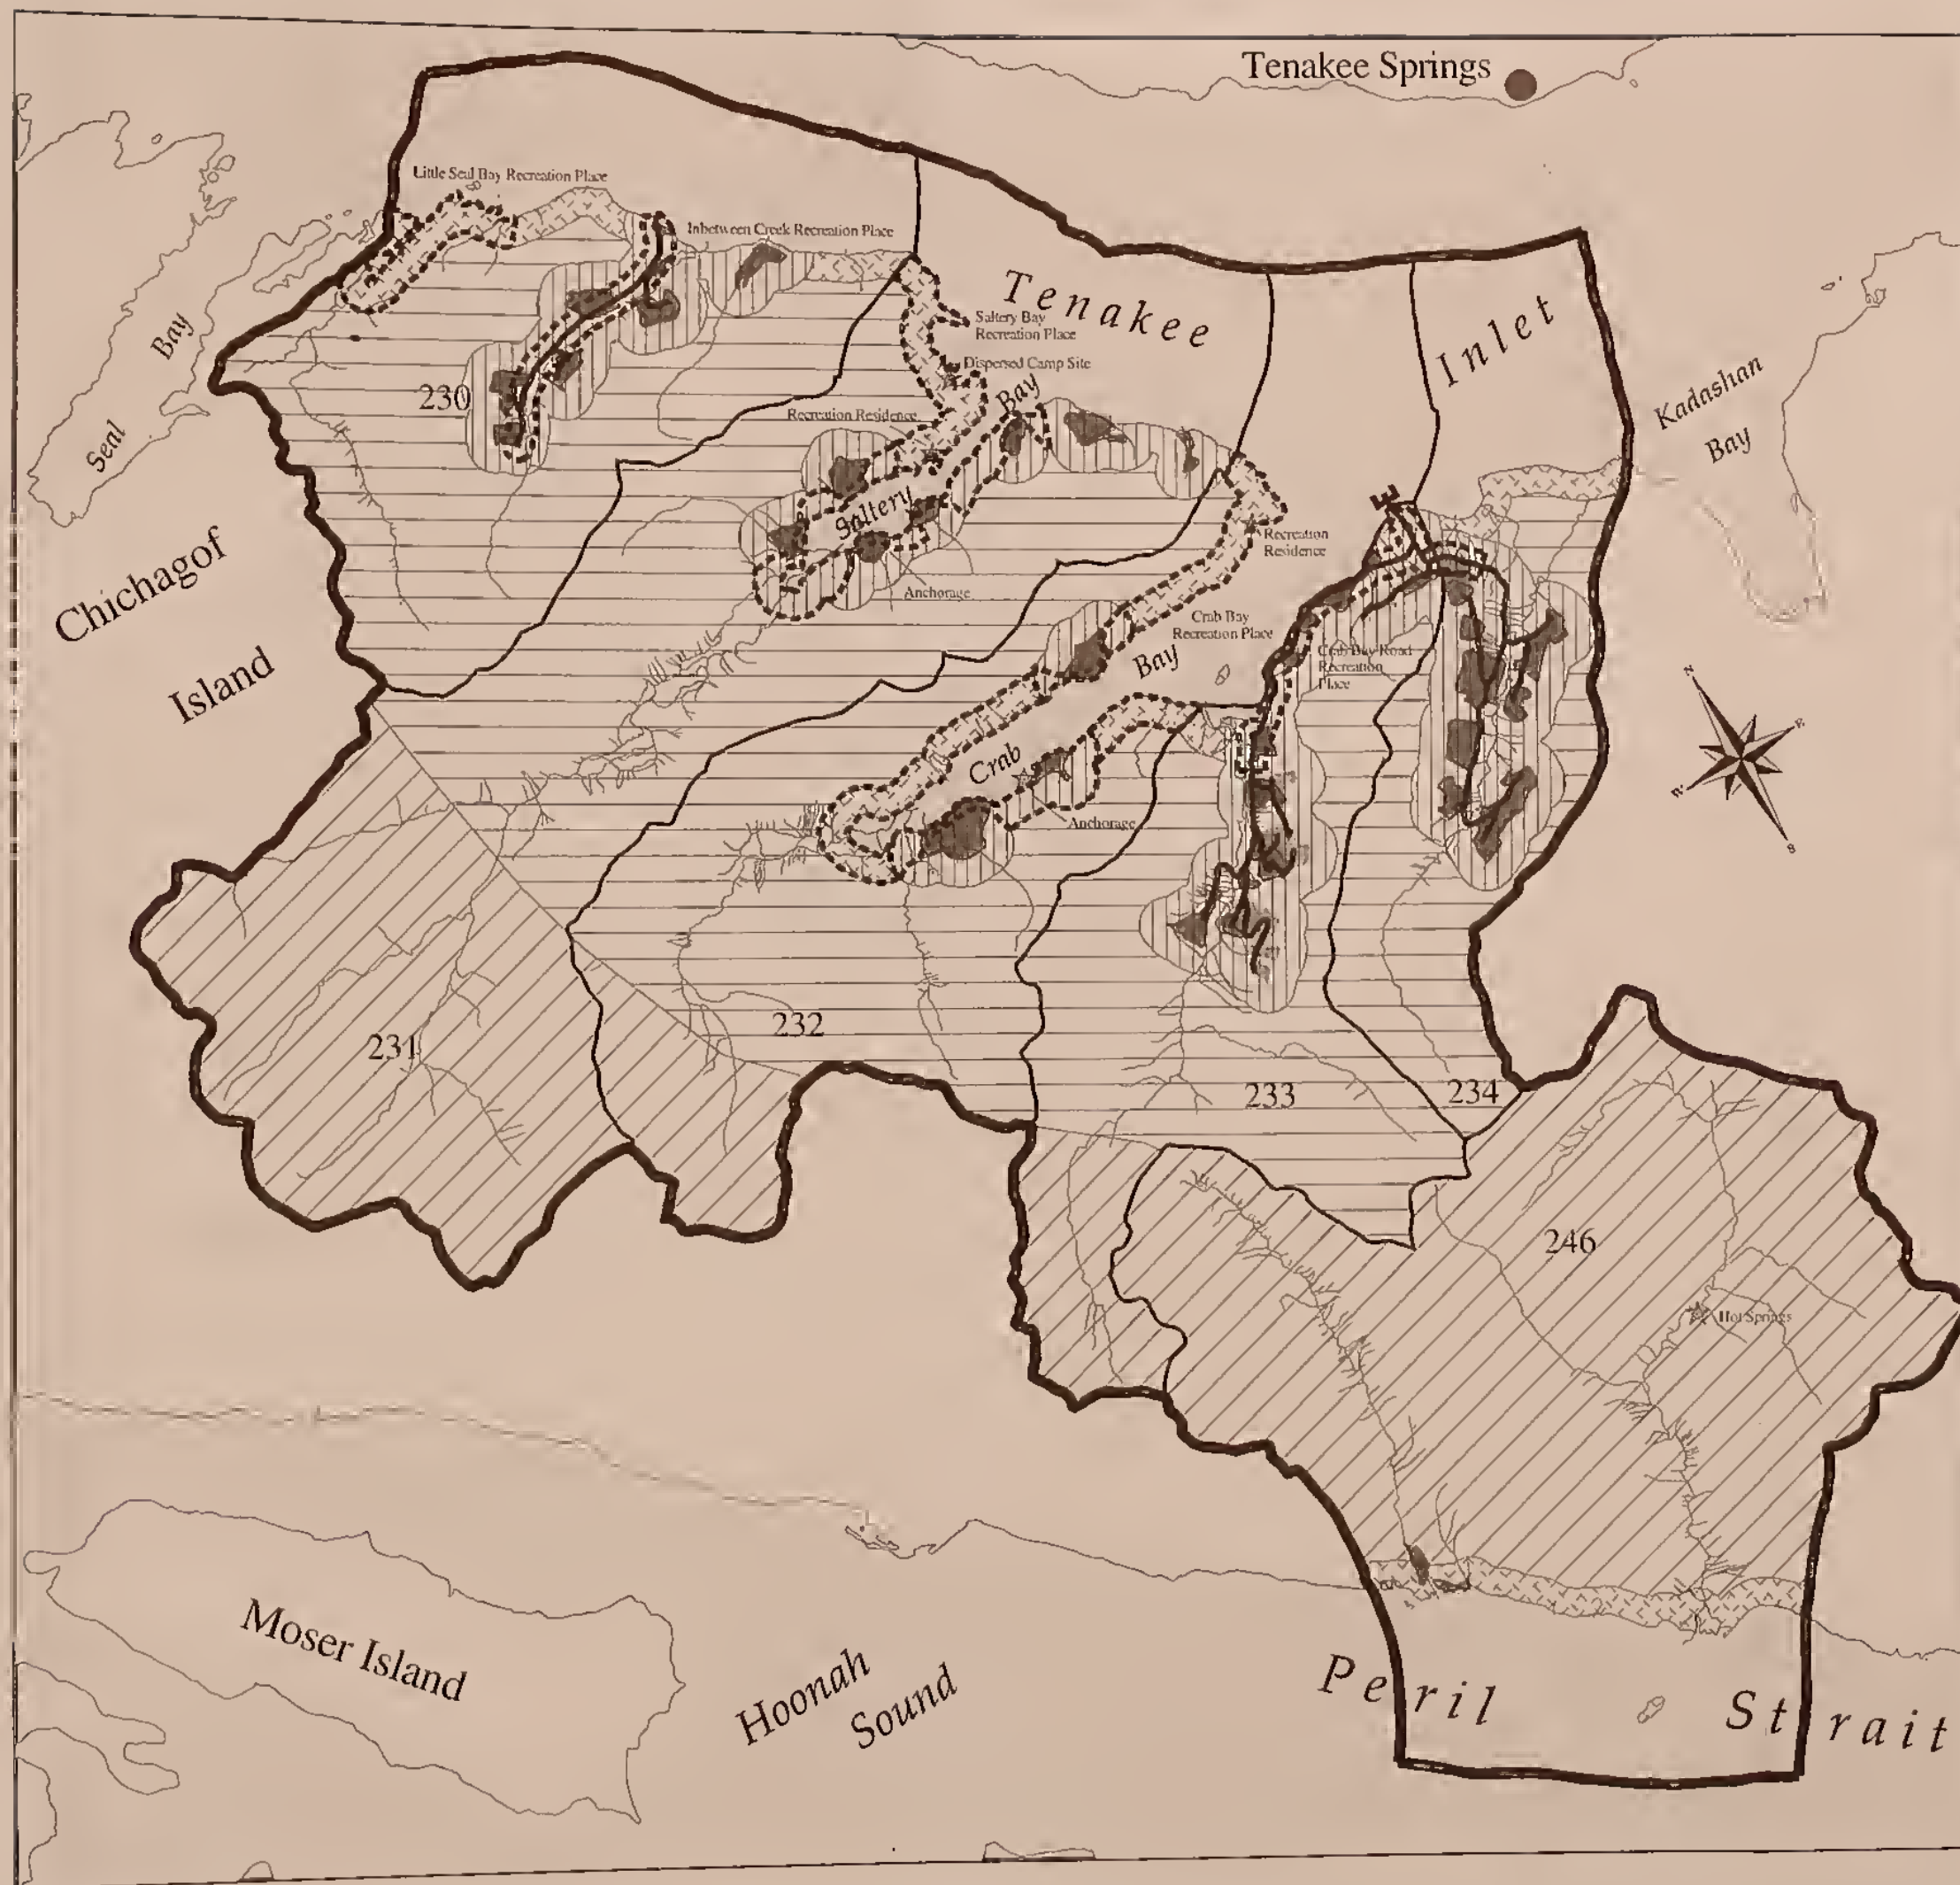 Tenakee Springs
Little Seal Bay Recreation Place
Inbetween Creek Recreation Place
Tenakee
Inlet
Saltery Bay
Recreation Place
Dispersed Camp Site
Bay
Kadashan
Bay
Seal
Bay
230
Recreation Residence
Saltery
Anchorage
Recreation
Residence
Chichagof
Island
Crab Bay
Recreation Place
Bay
Crab Bay Road
Recreation
Place
N
E
W
S
Crab
Anchorage
231
232
233
234
246
Hot Springs
Moser Island
Hoonah
Sound
Peril
Strait